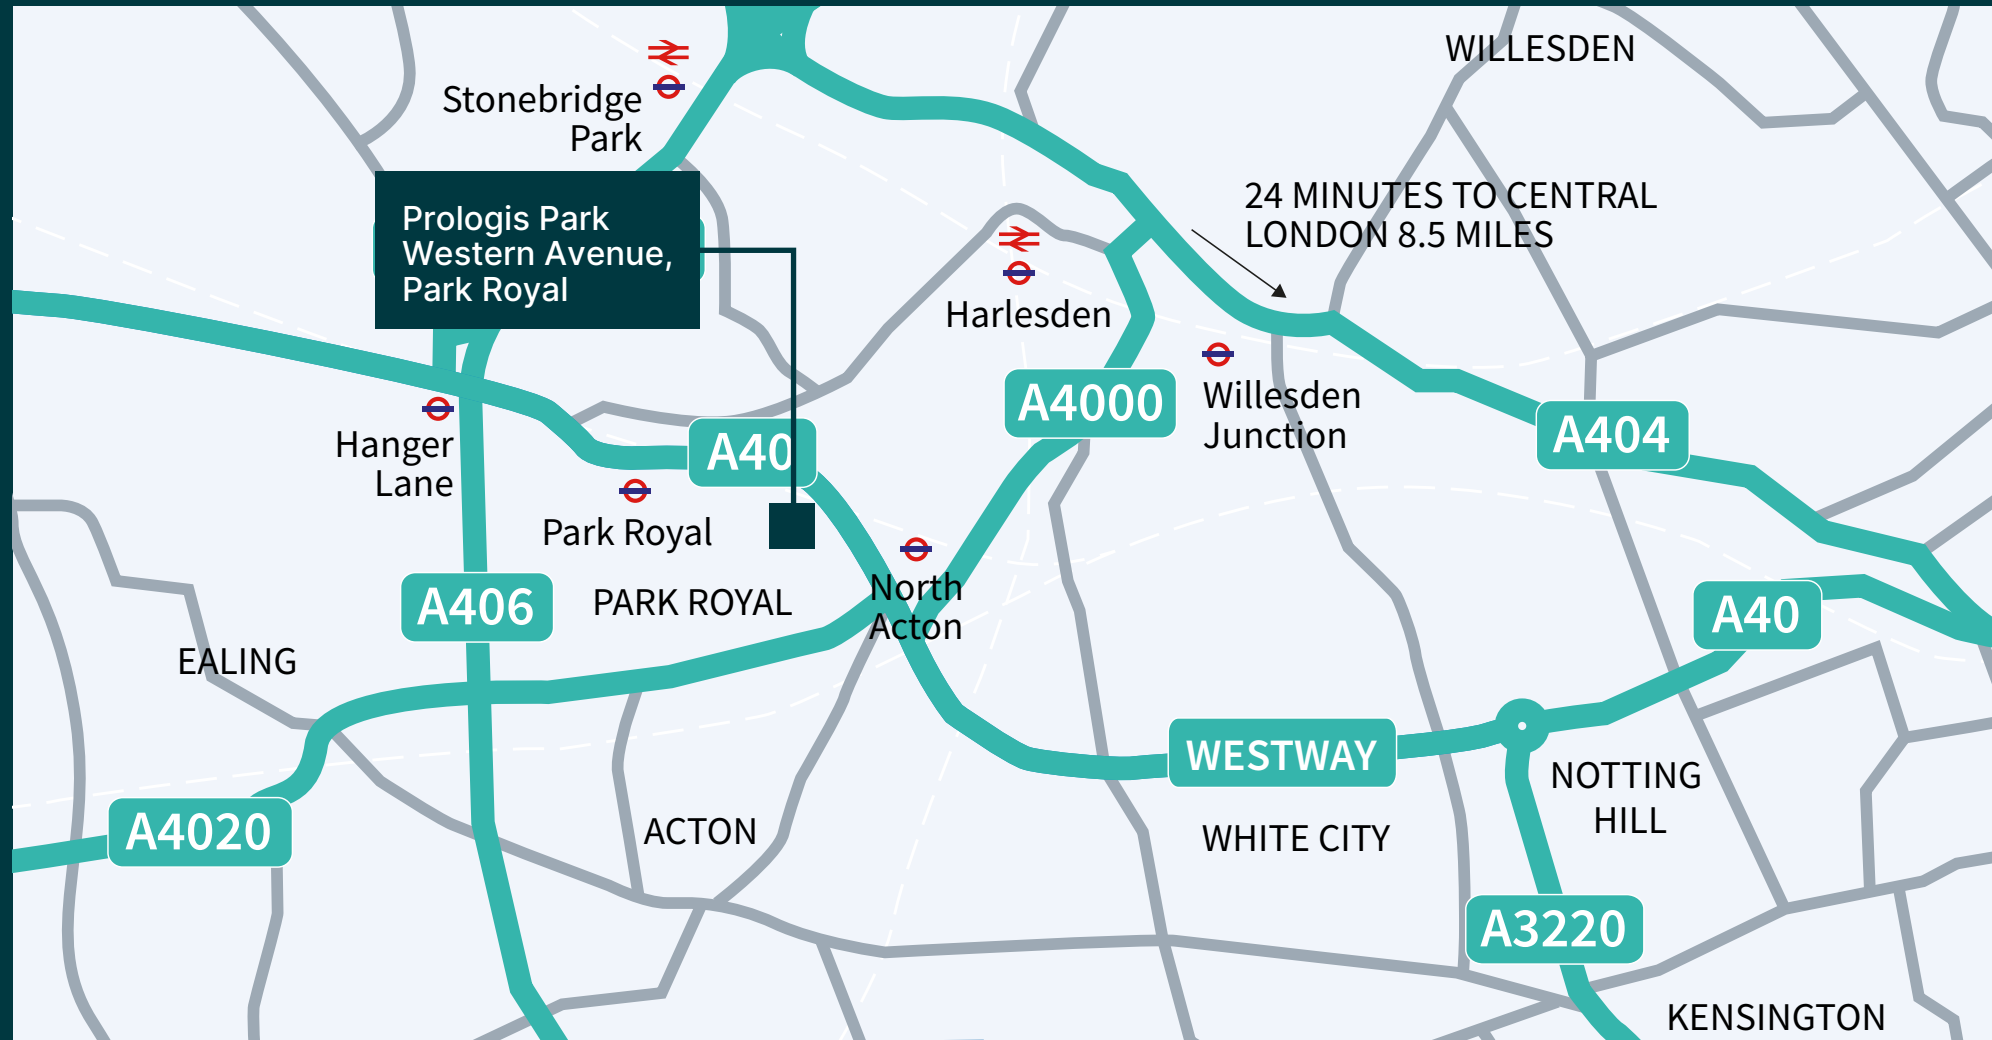 WILLESDEN
Stonebridge
Park
24 MINUTES TO CENTRAL
LONDON 8.5 MILES
Prologis Park
Western Avenue,
Park Royal
Harlesden
A4000
Willesden
Junction
A404
Hanger
Lane
A40
Park Royal
North
Acton
A406
PARK ROYAL
A40
EALING
WESTWAY
NOTTING
HILL
A4020
ACTON
WHITE CITY
A3220
KENSINGTON